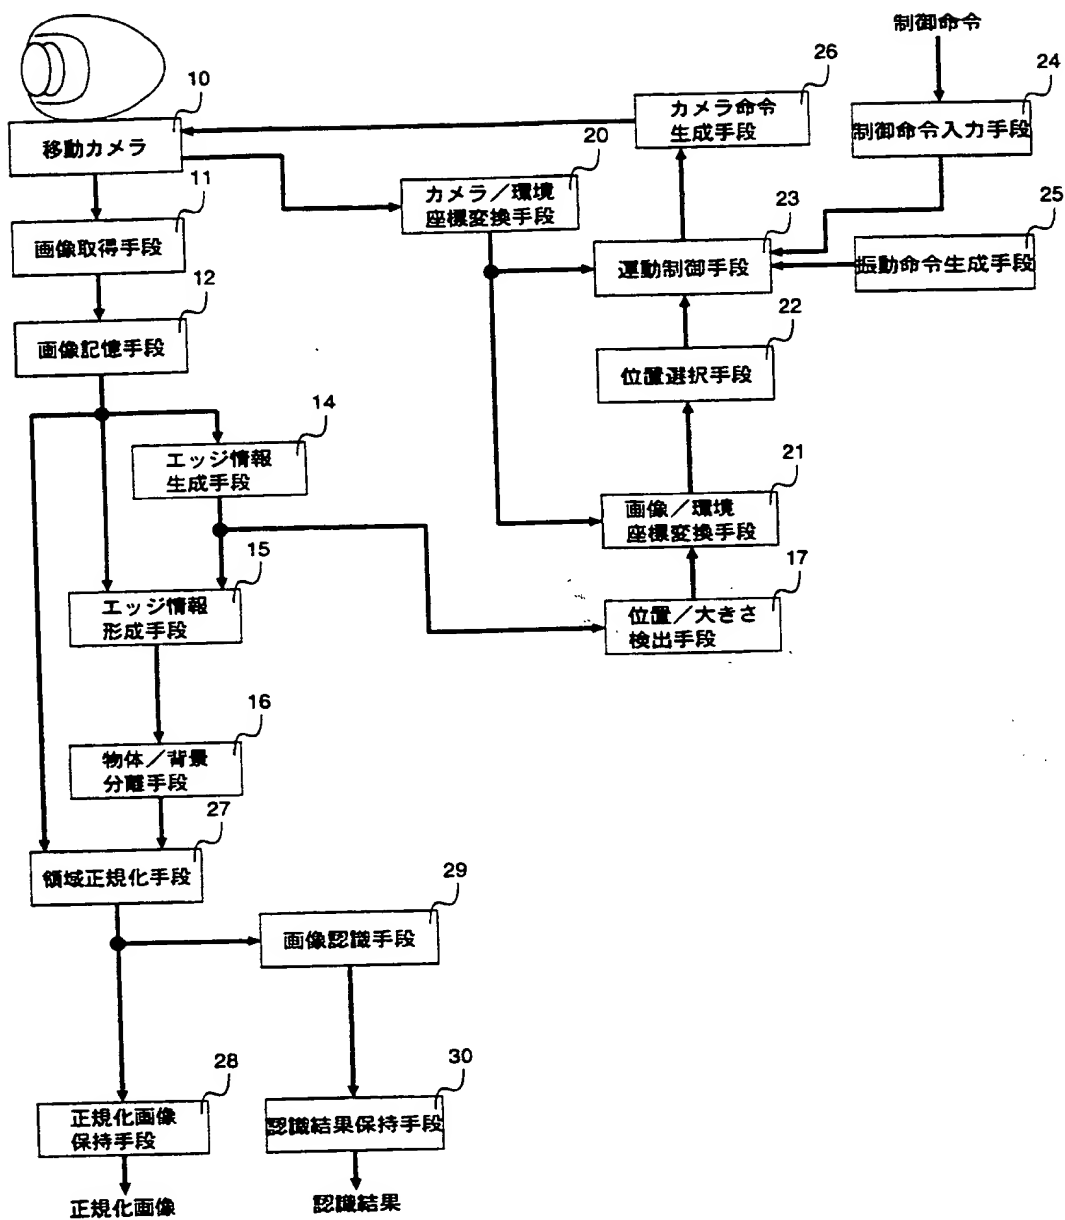 制御命令
24
制御命令入力手段
26
カメラ命令
生成手段
10
移動カメラ
20
カメラ／環境
座標変換手段
11
画像取得手段
23
運動制御手段
25
振動命令生成手段
12
画像記憶手段
22
位置選択手段
14
エッジ情報
生成手段
21
画像／環境
座標変換手段
15
エッジ情報
形成手段
17
位置／大きさ
検出手段
16
物体／背景
分離手段
27
領域正規化手段
29
画像認識手段
28
正規化画像
保持手段
30
認識結果保持手段
正規化画像
認識結果